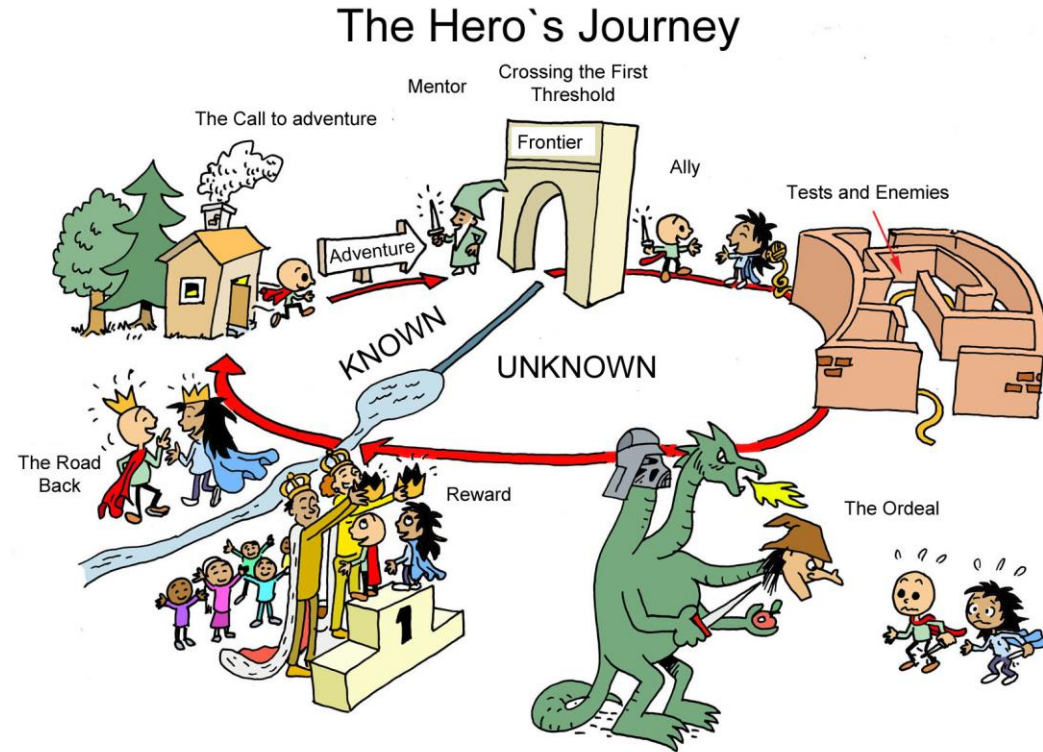 The Hero`s Journey
Crossing the First
Threshold
Mentor
The Call to adventure
Frontier
Ally
Tests and Enemies
Adventure
KNOWN
UNKNOWN
The Road
Back
Reward
The Ordeal
1